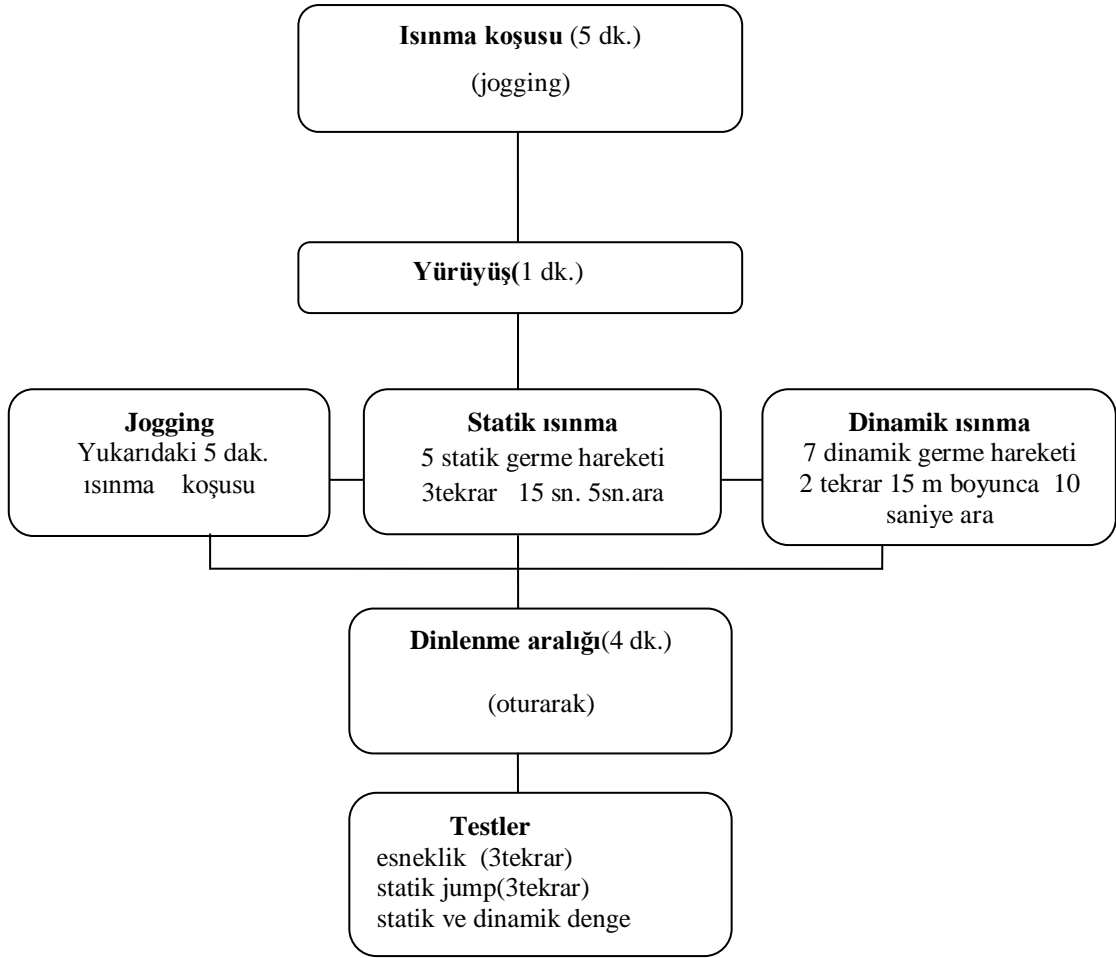 Isınma koşusu (5 dk.)
(jogging)
Yürüyüş(1 dk.)
Jogging
Yukarıdaki 5 dak.
ısınma koşusu
Statik ısınma
5 statik germe hareketi
3tekrar 15 sn. 5sn.ara
Dinamik ısınma
7 dinamik germe hareketi
2 tekrar 15 m boyunca 10
saniye ara
Dinlenme aralığı(4 dk.)
(oturarak)
Testler
esneklik (3tekrar)
statik jump(3tekrar)
statik ve dinamik denge